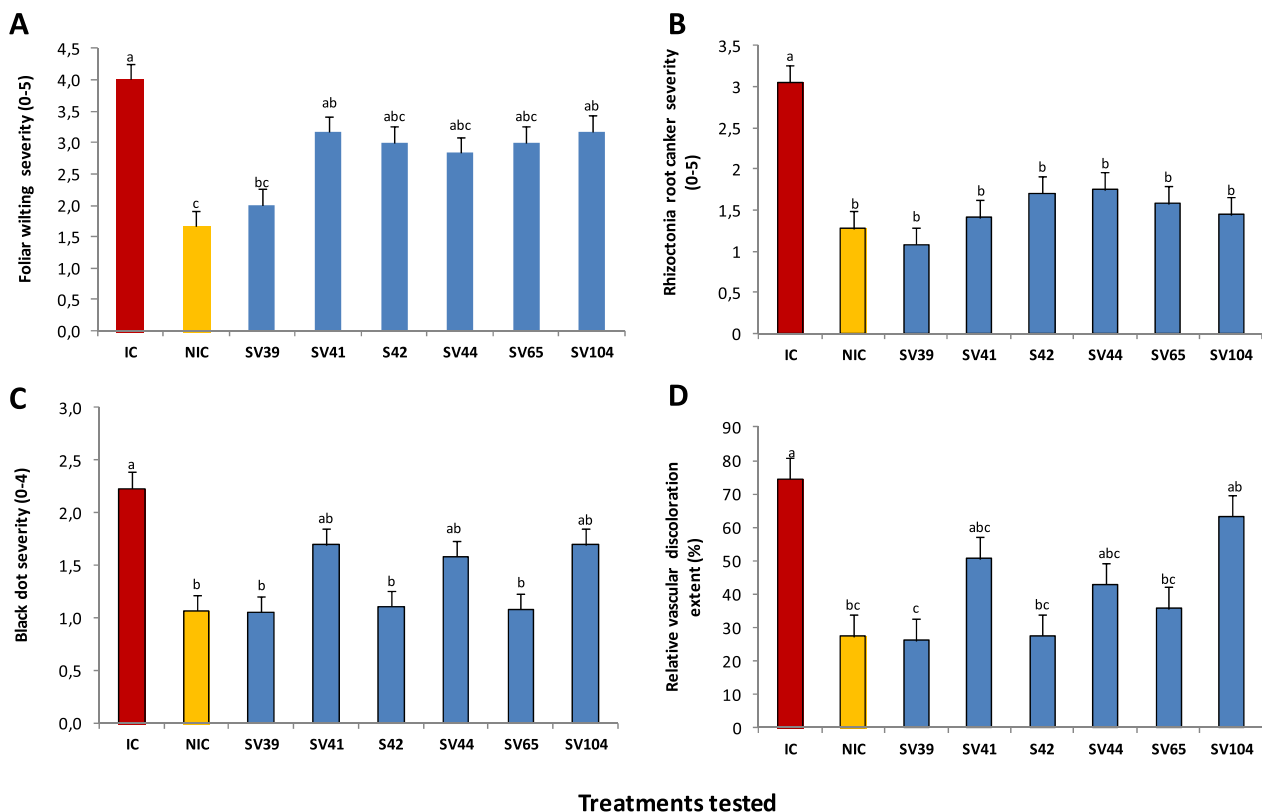 A
Foliar wilting severity (0-5)
4,5
4,0
3,5
3,0
2,5
2,0
1,5
1,0
0,5
0,0
a
c
bc
ab
abc
abc
abc
ab
IC NIC SV39 SV41 S42 SV44 SV65 SV104
B
Rhizoctonia root canker severity
(0-5)
3,5
3
2,5
2
1,5
1
0,5
0
a
b
b
b
b
b
b
b
IC NIC SV39 SV41 S42 SV44 SV65 SV104
C
Black dot severity (0-4)
3,0
2,5
2,0
1,5
1,0
0,5
0,0
a
b
b
ab
b
ab
b
ab
IC NIC SV39 SV41 S42 SV44 SV65 SV104
D
Relative vascular discoloration
extent (%)
90
80
70
60
50
40
30
20
10
0
a
bc
c
abc
bc
abc
bc
ab
IC NIC SV39 SV41 S42 SV44 SV65 SV104
Treatments tested